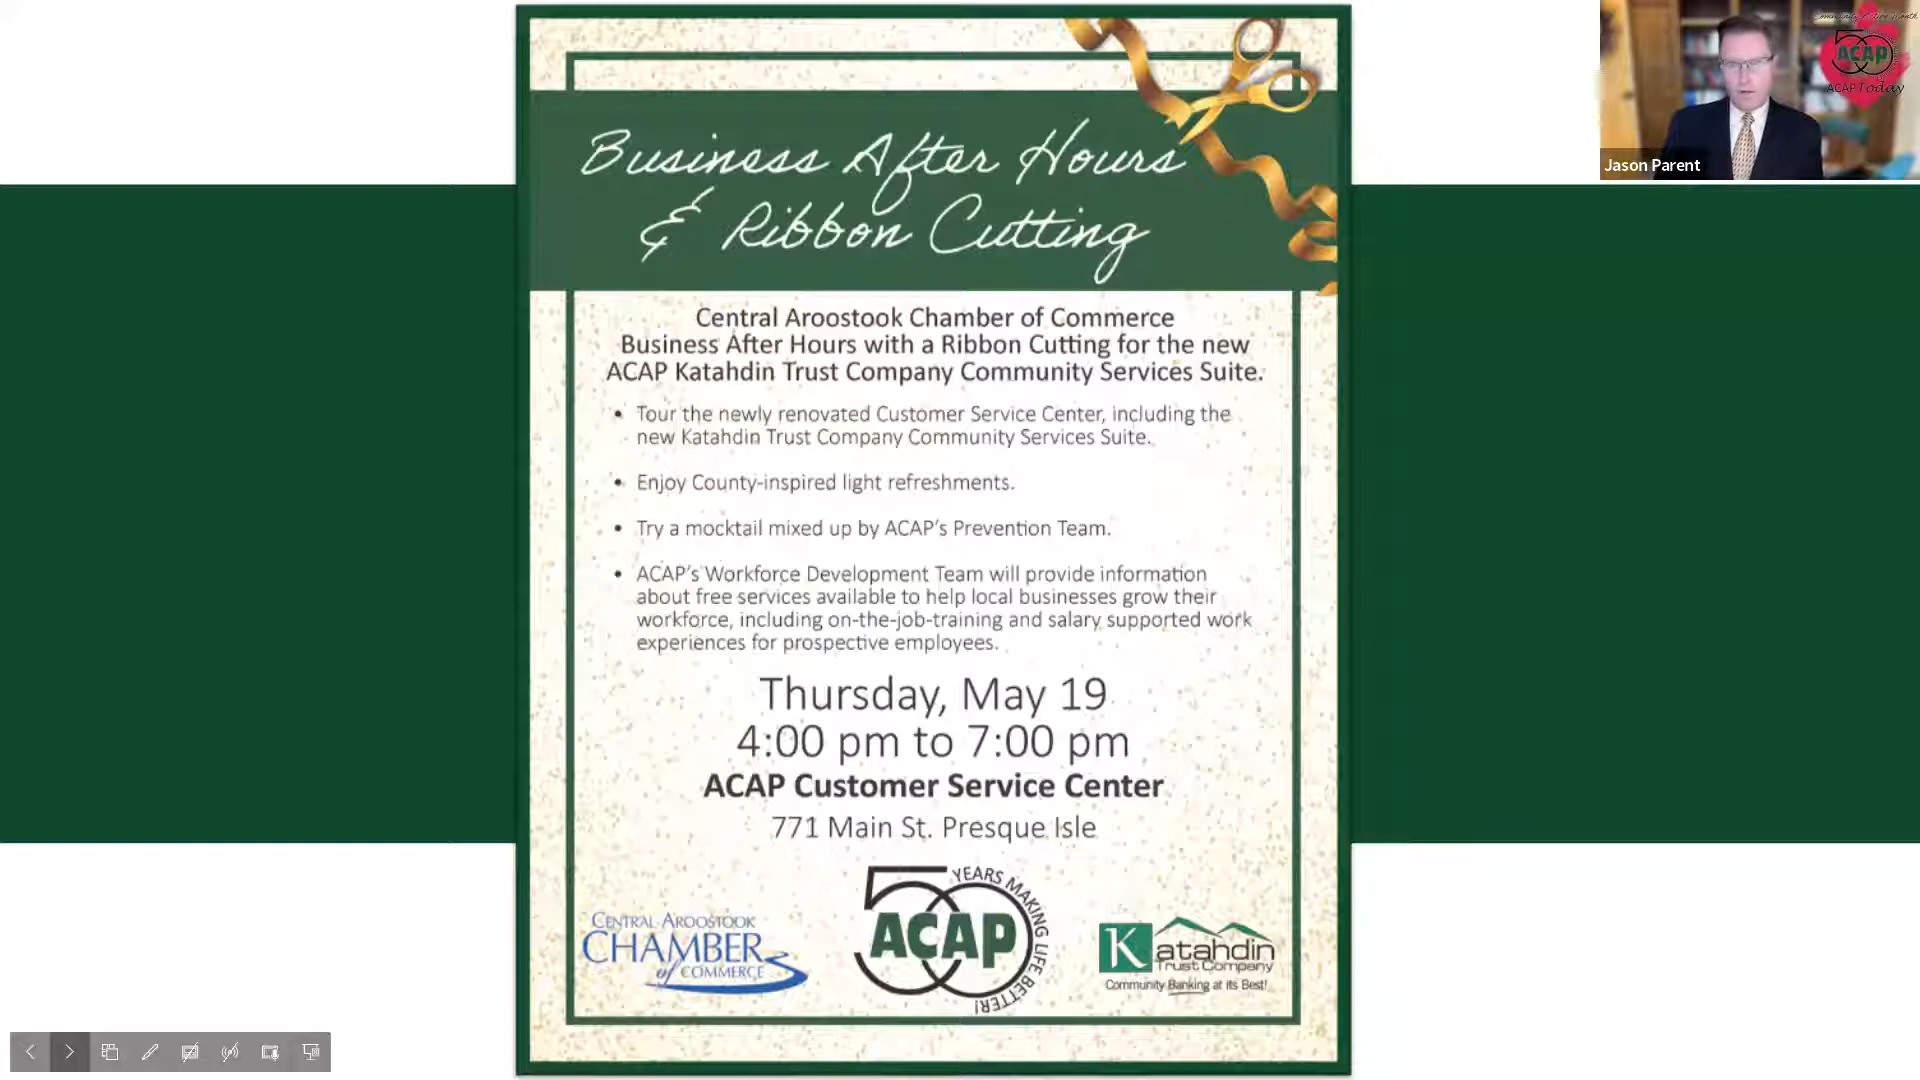 Business After Hours
& Ribbon Cutting
Central Aroostook Chamber of Commerce
Business After Hours with a Ribbon Cutting for the new
ACAP Katahdin Trust Company Community Services Suite.
• Tour the newly renovated Customer Service Center, including the
new Katahdin Trust Company Community Services Suite.
• Enjoy County-inspired light refreshments.
• Try a mocktail mixed up by ACAP's Prevention Team.
• ACAP's Workforce Development Team will provide information
about free services available to help local businesses grow their
workforce, including on-the-job-training and salary supported work
experiences for prospective employees.
Thursday, May 19
4:00 pm to 7:00 pm
ACAP Customer Service Center
771 Main St. Presque Isle
CENTRAL AROOSTOOK
CHAMBER
of COMMERCE
50 YEARS MAKING LIFE BETTER!
ACAP
Katahdin
Trust Company
Community Banking at its Best!
ACAP
ACAP Today
Jason Parent